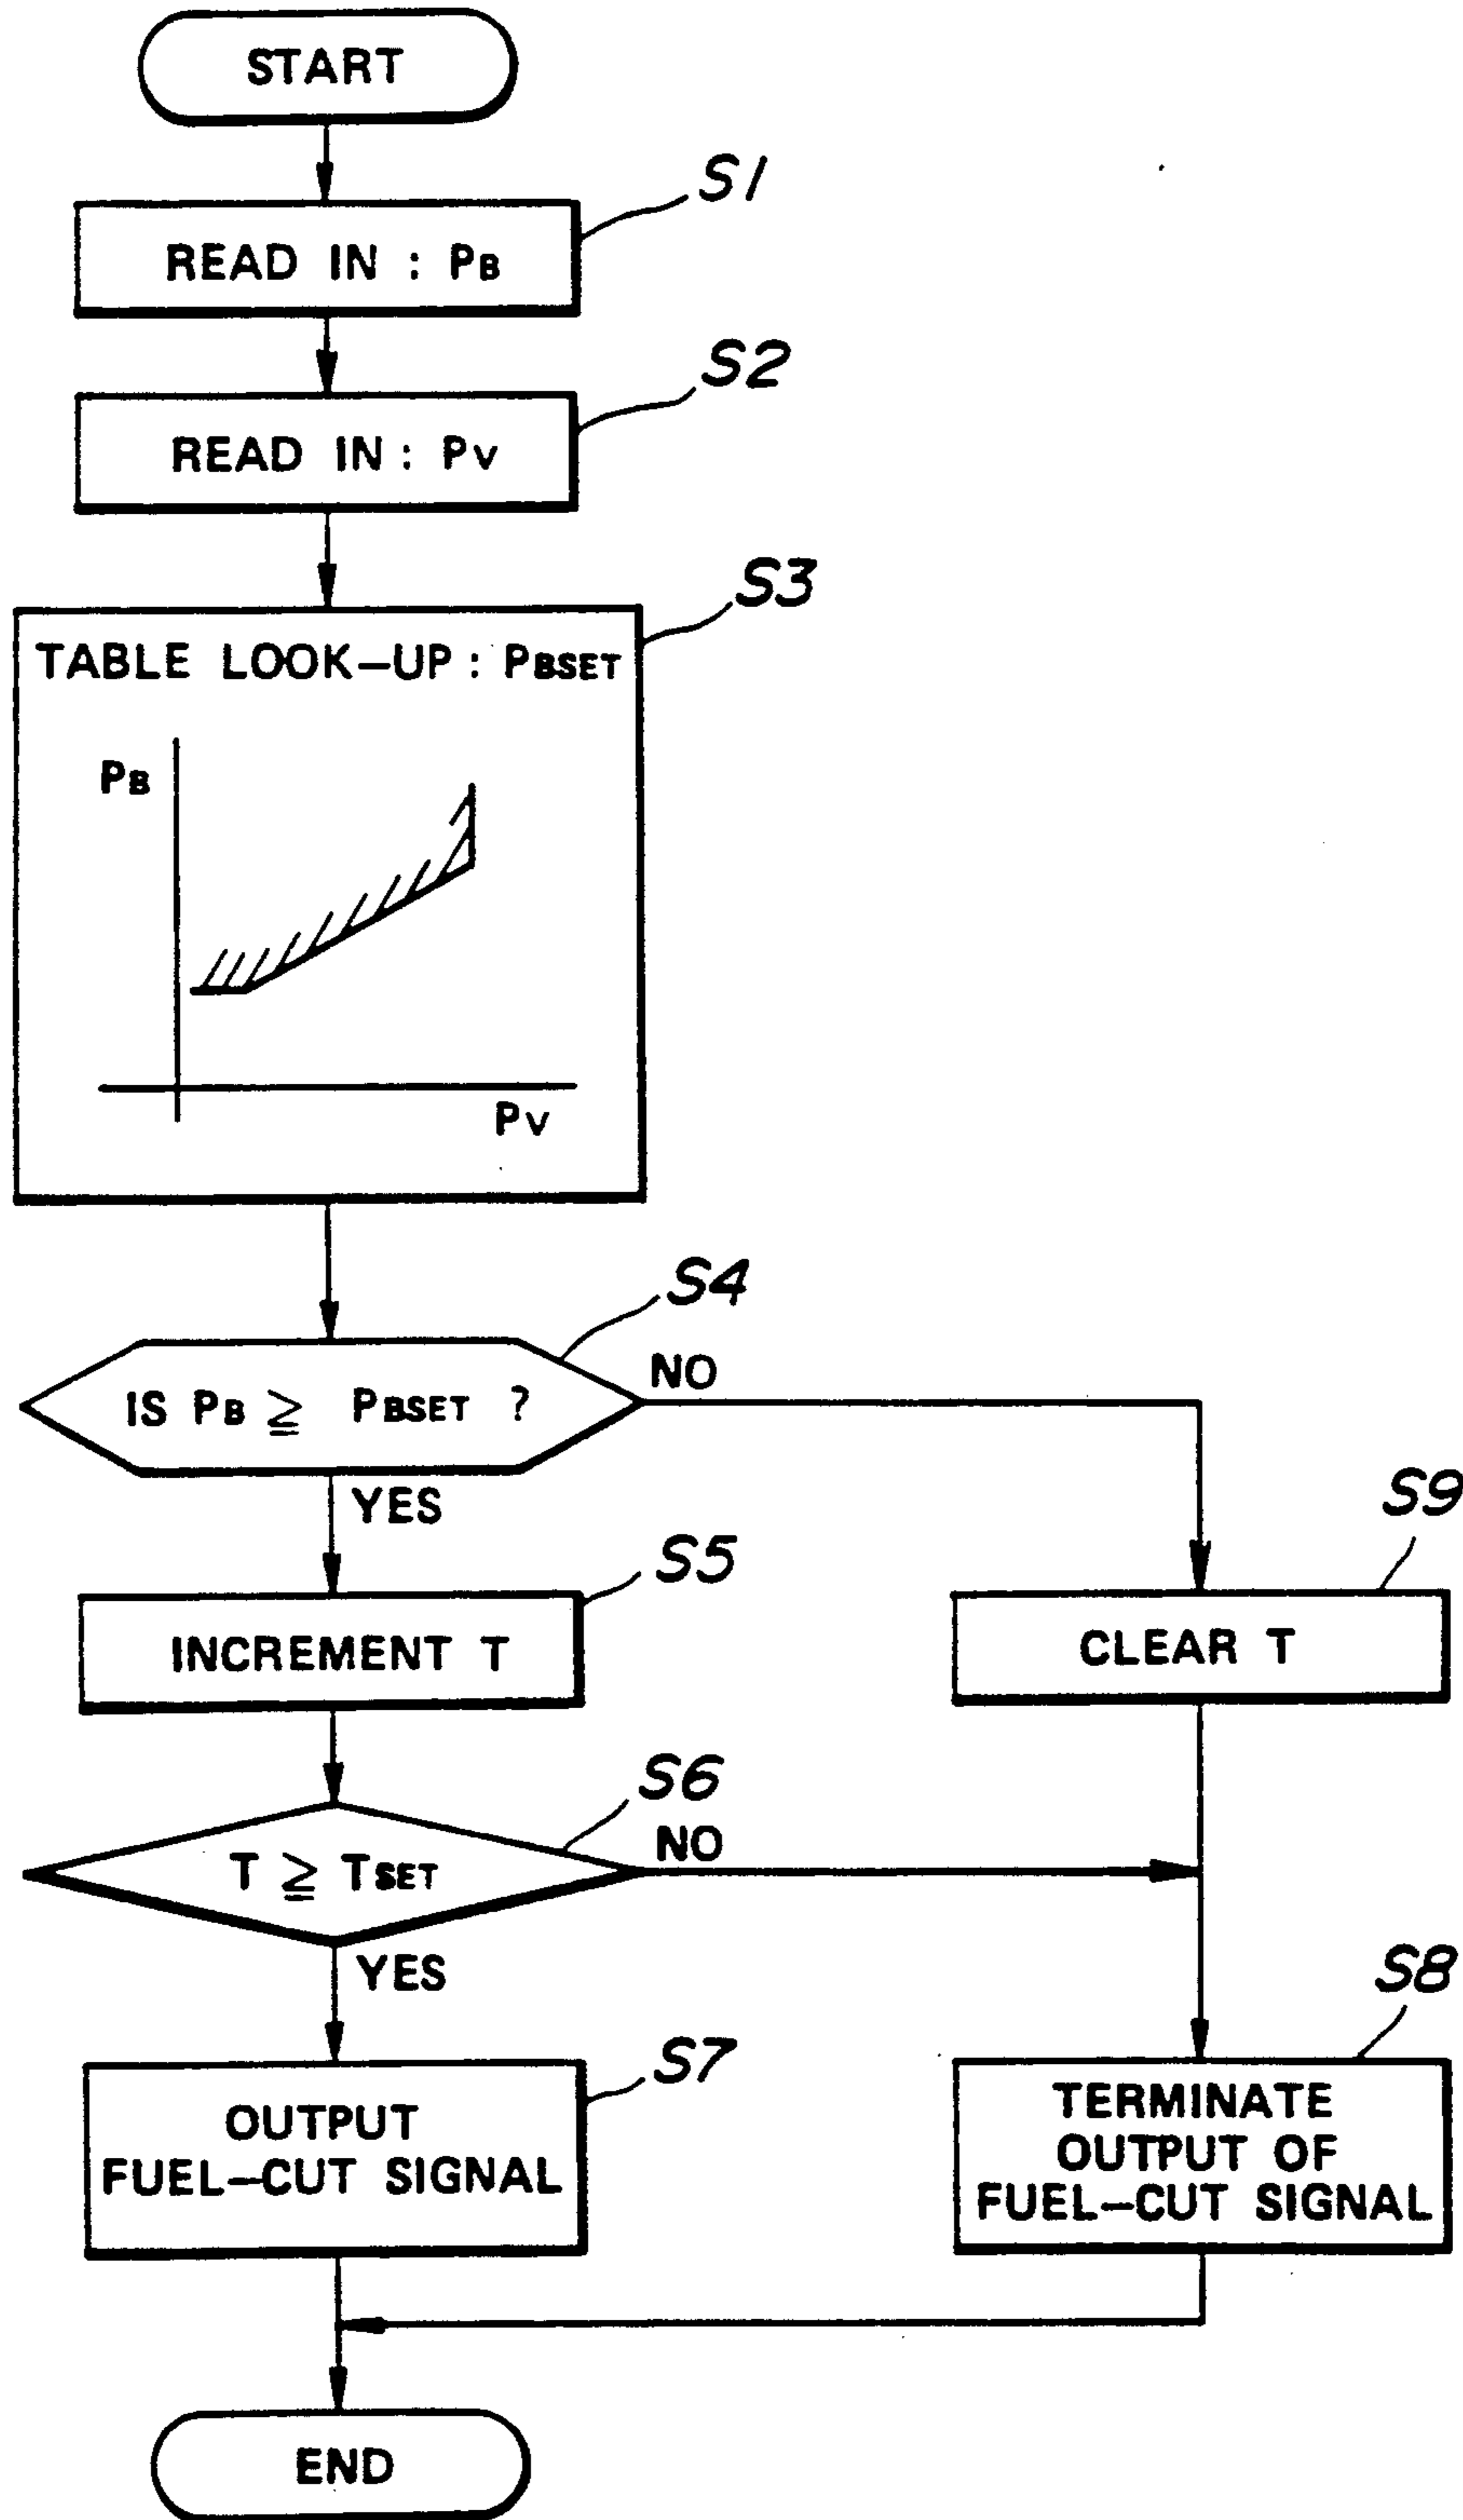 START
S1
READ IN : PB
S2
READ IN : PV
S3
TABLE LOOK-UP : PBSET
PB
PV
S4
IS PB ≧ PBSET ?
NO
YES
S5
INCREMENT T
S9
CLEAR T
S6
T ≧ TSET
NO
YES
S7
OUTPUT
FUEL-CUT SIGNAL
S8
TERMINATE
OUTPUT OF
FUEL-CUT SIGNAL
END